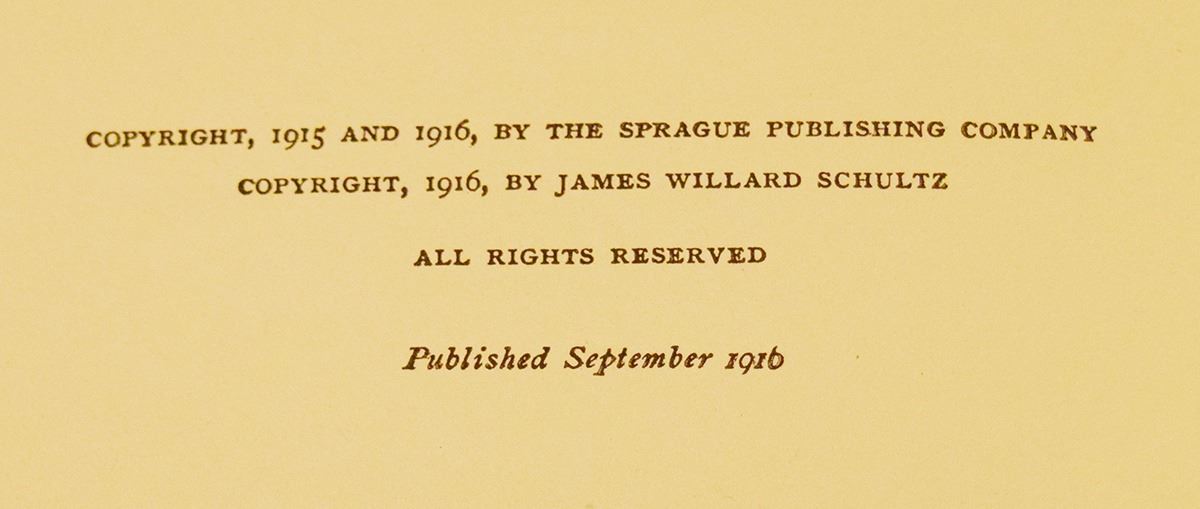 COPYRIGHT, 1915 AND 1916, BY THE SPRAGUE PUBLISHING COMPANY
COPYRIGHT, 1916, BY JAMES WILLARD SCHULTZ
ALL RIGHTS RESERVED
Published September 1916